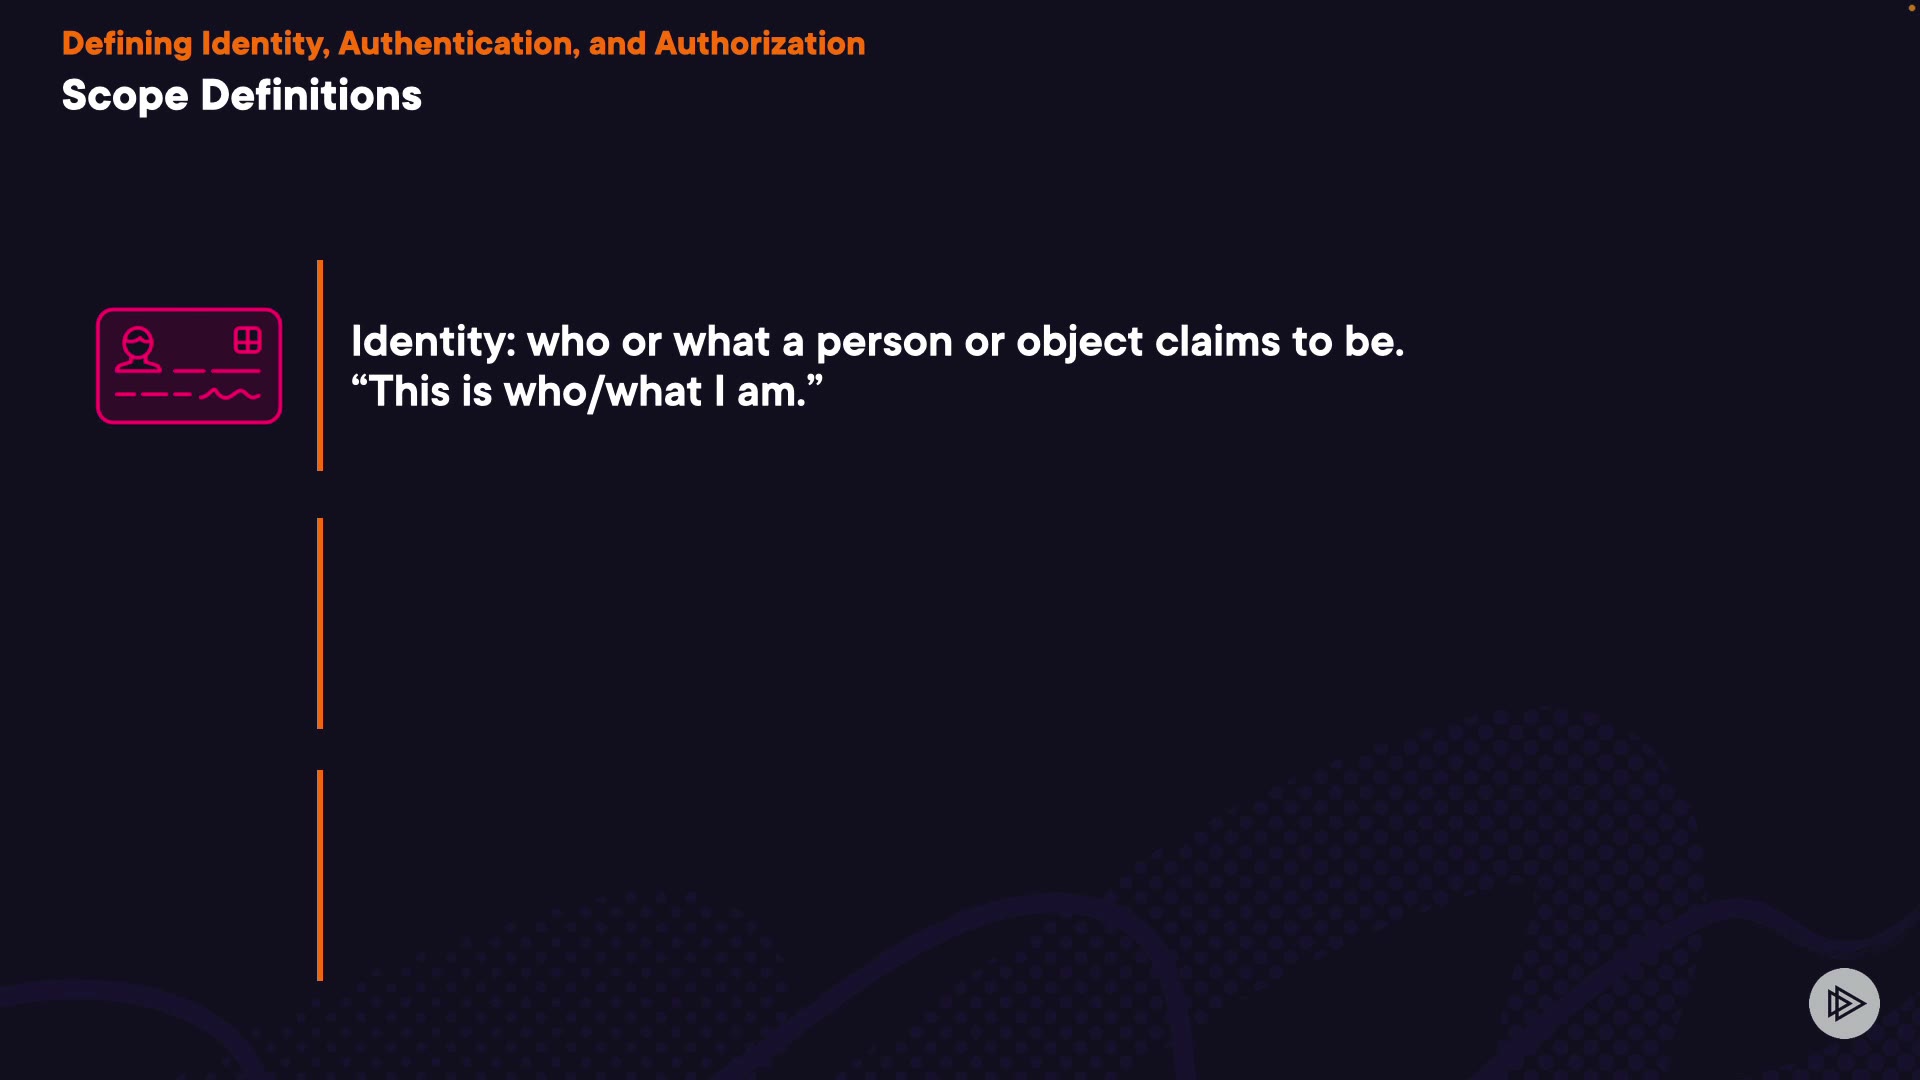 Defining Identity, Authentication, and Authorization
Scope Definitions
Identity: who or what a person or object claims to be.
“This is who/what I am.”